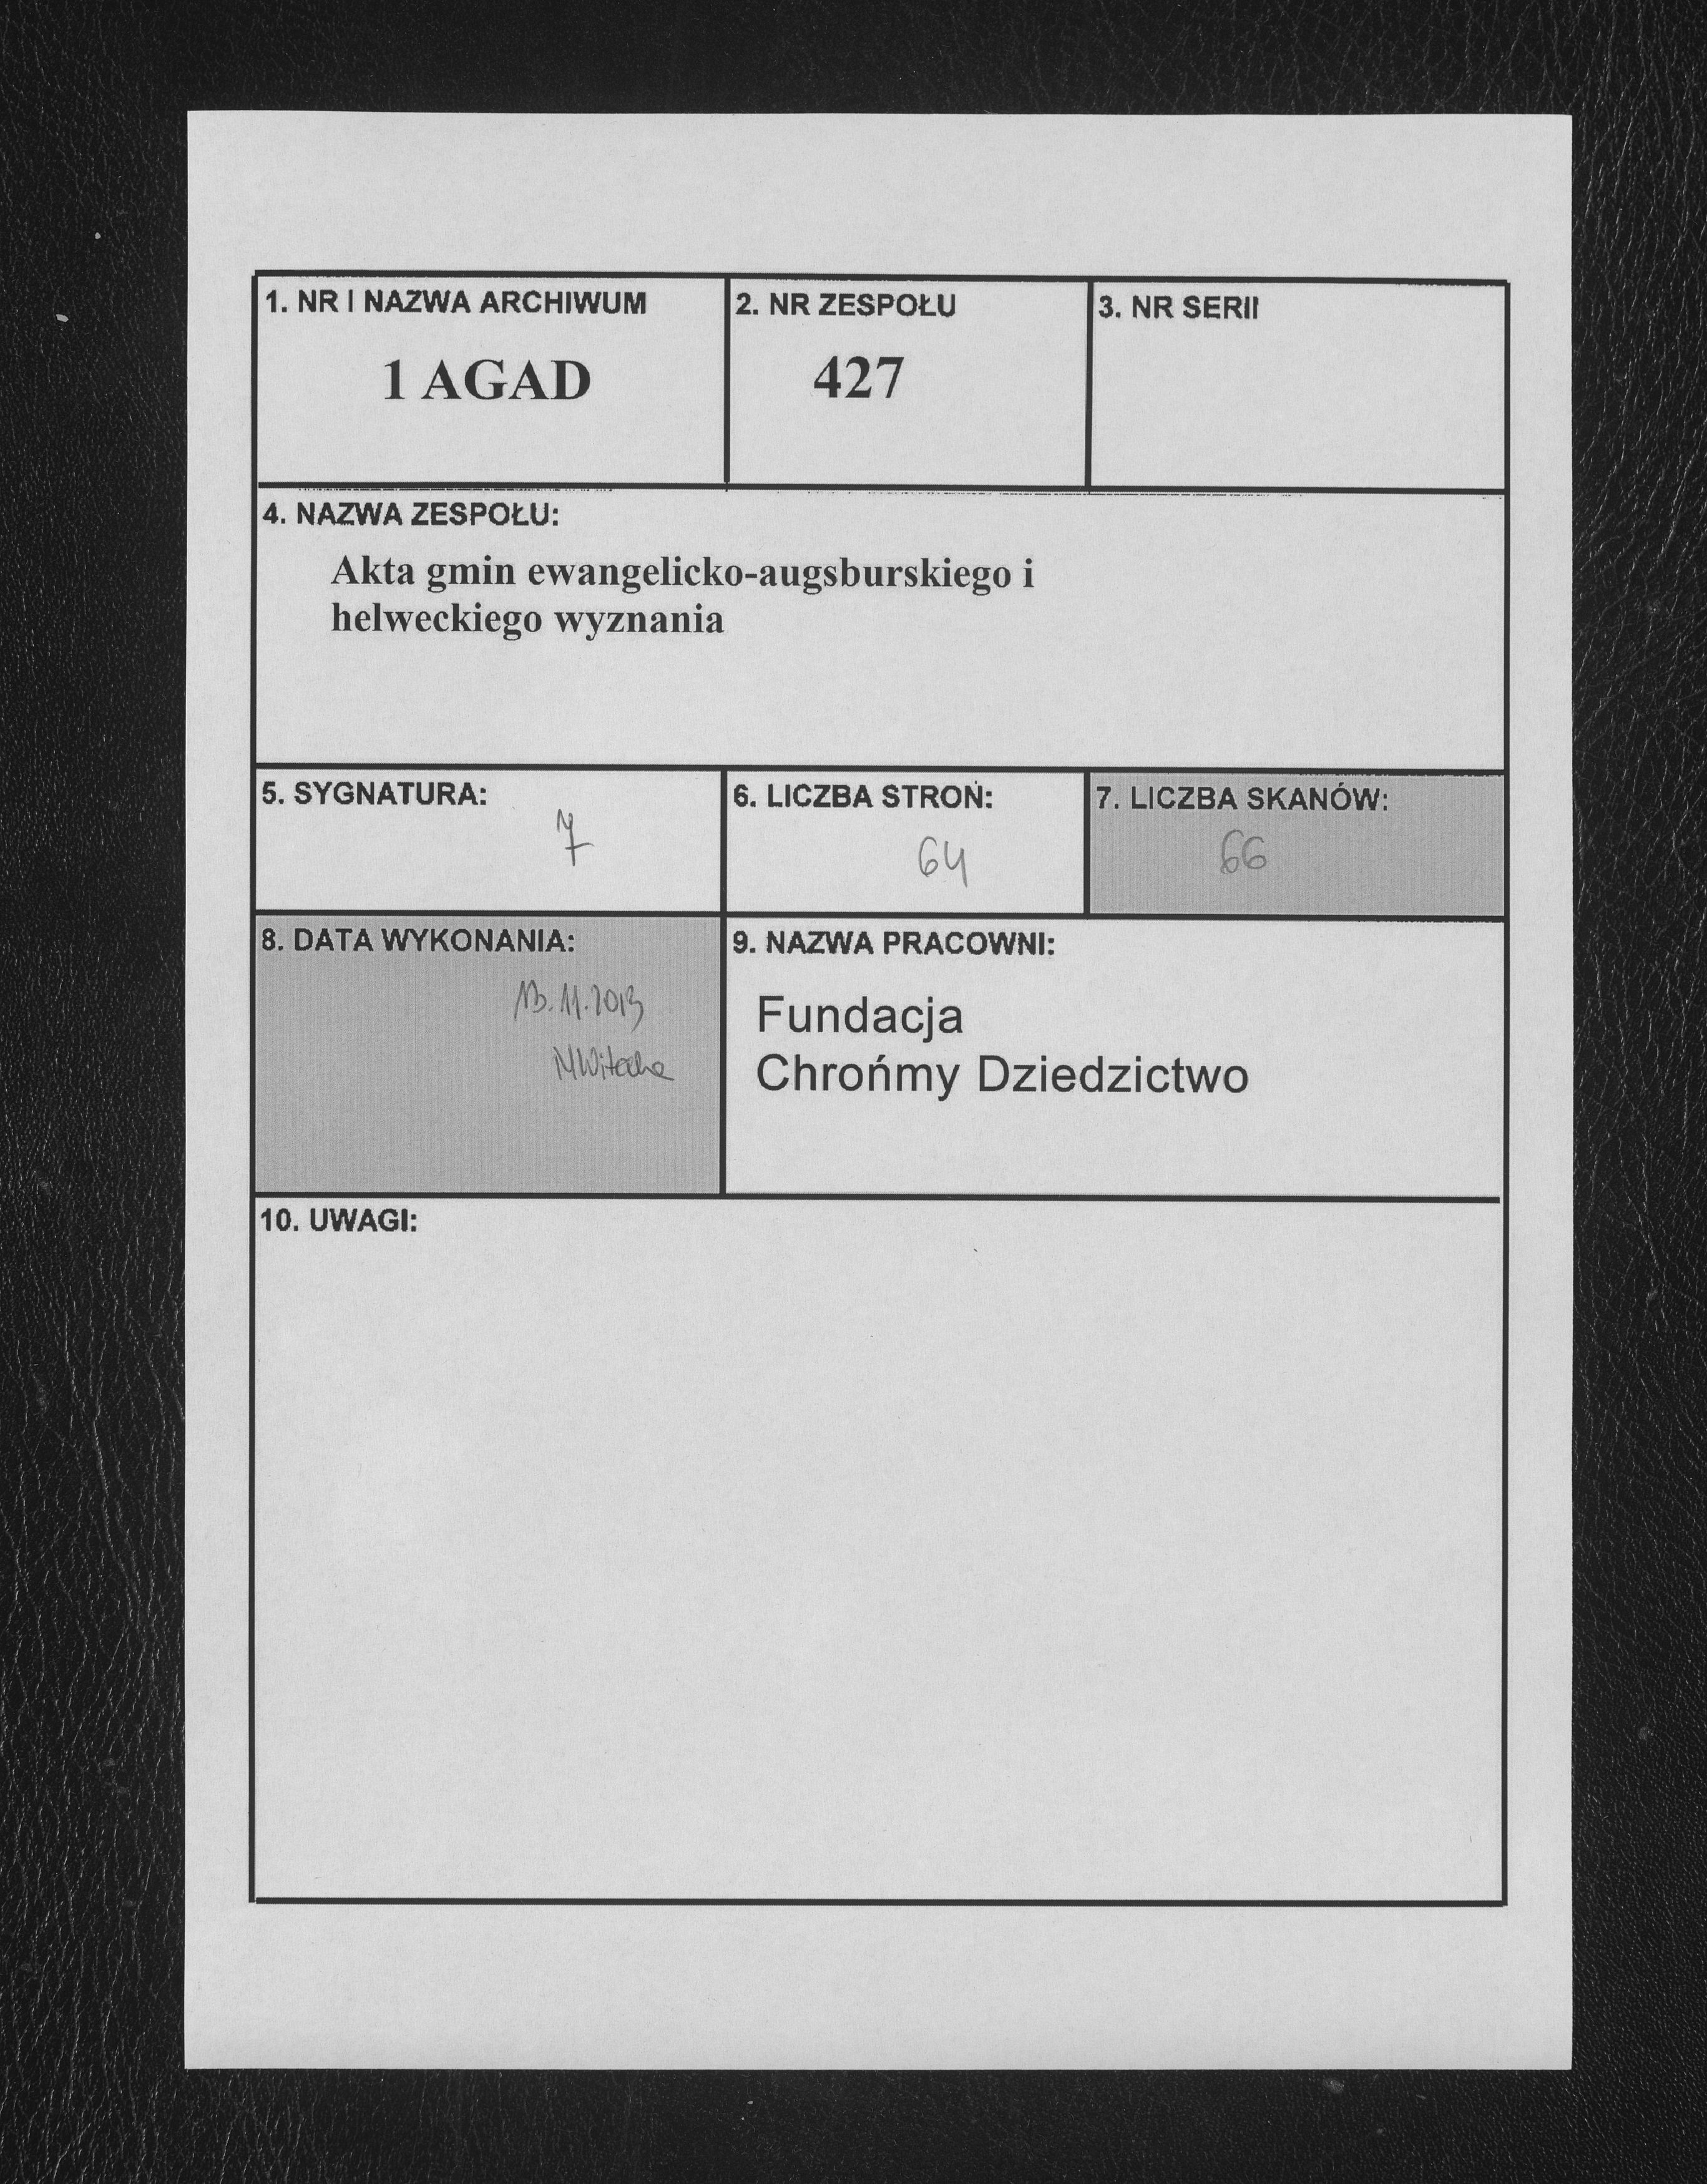 1. NR I NAZWA ARCHIWUM
1 AGAD
2. NR ZESPOŁU
427
3. NR SERII
4. NAZWA ZESPOŁU:
Akta gmin ewangelicko-augsburskiego i
helweckiego wyznania
5. SYGNATURA:
7
6. LICZBA STRON:
64
7. LICZBA SKANÓW:
66
8. DATA WYKONANIA:
13.11.2013
9. NAZWA PRACOWNI:
Fundacja
Chrońmy Dziedzictwo
10. UWAGI: